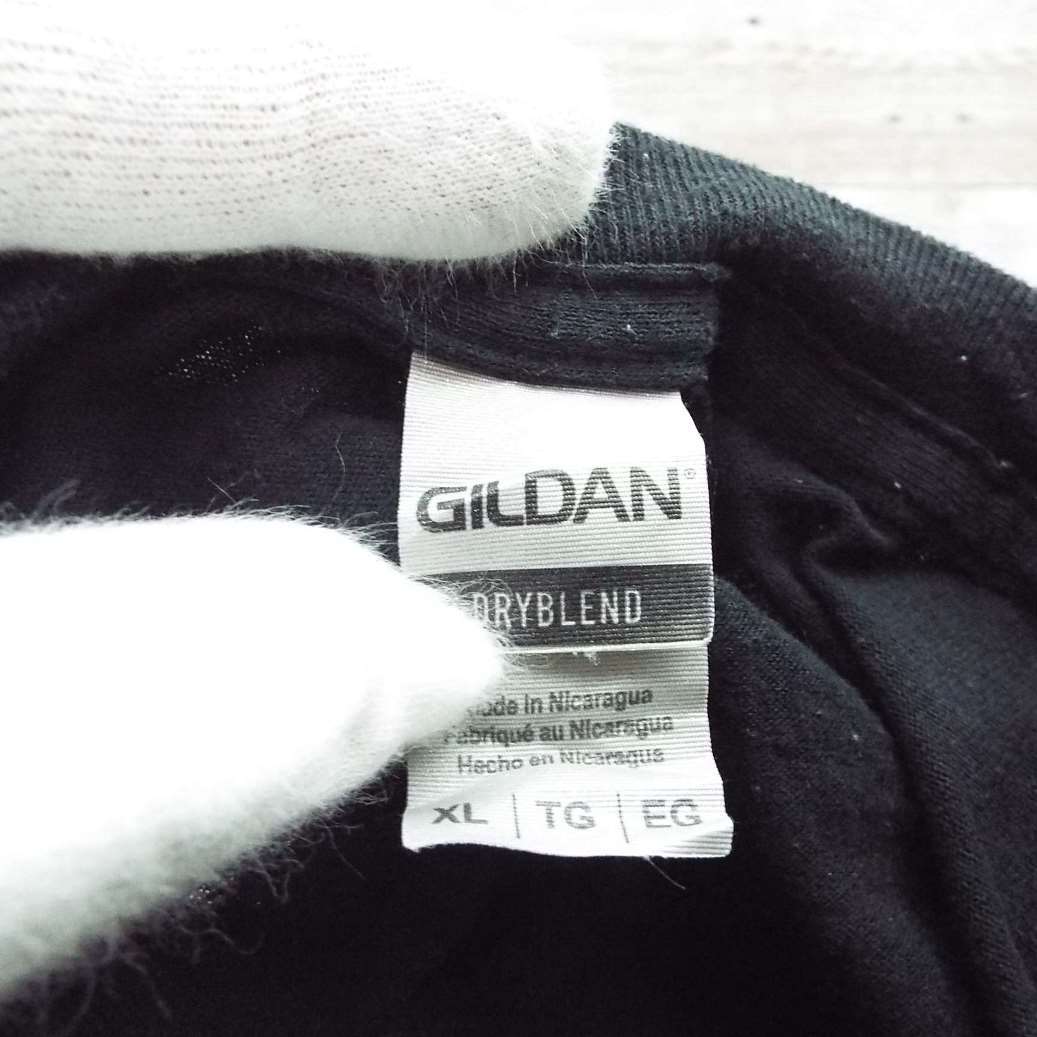 GILDAN®
DRYBLEND
Made in Nicaragua
Fabriqué au Nicaragua
Hecho en Nicaragua
XL | TG | EG